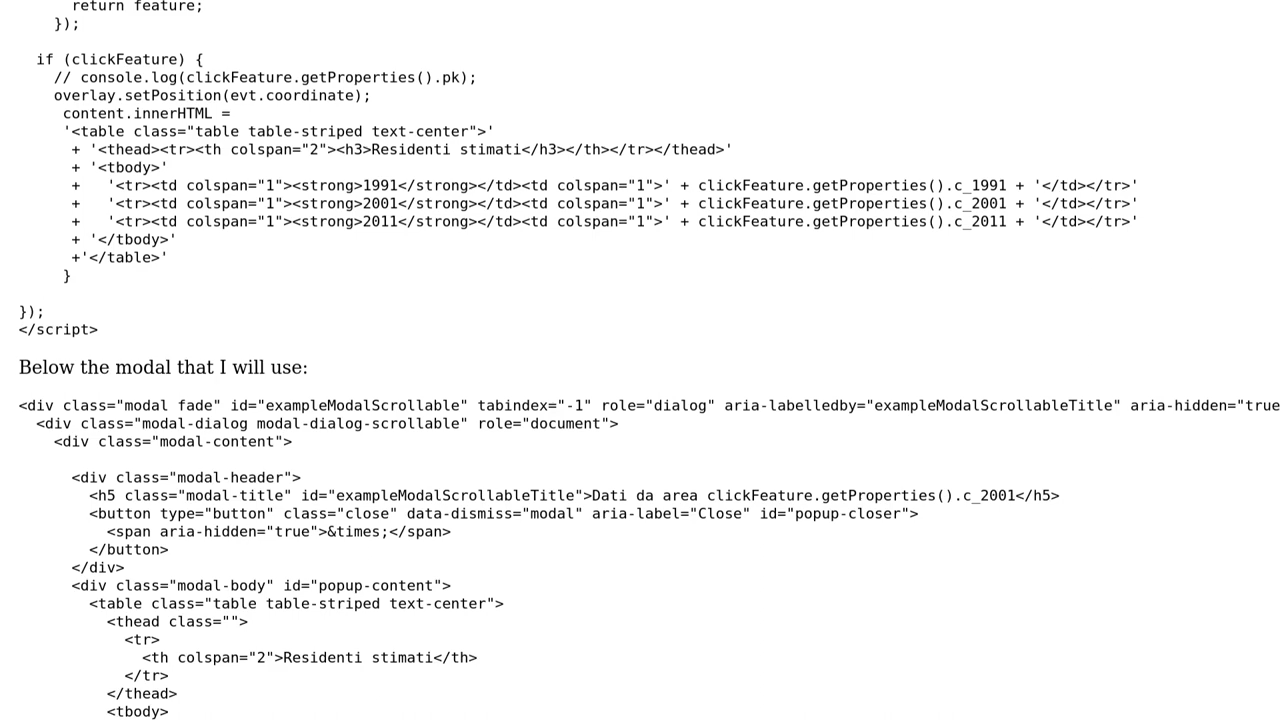 return feature;
});
if (clickFeature) {
// console.log(clickFeature.getProperties().pk);
overlay.setPosition(evt.coordinate);
content.innerHTML =
'<table class="table table-striped text-center">'
+ '<thead><tr><th colspan="2"><h3>Residenti stimati</h3></th></tr></thead>'
+ '<tbody>'
+   '<tr><td colspan="1"><strong>1991</strong></td><td colspan="1">' + clickFeature.getProperties().c_1991 + '</td></tr>'
+   '<tr><td colspan="1"><strong>2001</strong></td><td colspan="1">' + clickFeature.getProperties().c_2001 + '</td></tr>'
+   '<tr><td colspan="1"><strong>2011</strong></td><td colspan="1">' + clickFeature.getProperties().c_2011 + '</td></tr>'
+ '</tbody>'
+'</table>'
}
});
</script>
Below the modal that I will use:
<div class="modal fade" id="exampleModalScrollable" tabindex="-1" role="dialog" aria-labelledby="exampleModalScrollableTitle" aria-hidden="true
<div class="modal-dialog modal-dialog-scrollable" role="document">
<div class="modal-content">
<div class="modal-header">
<h5 class="modal-title" id="exampleModalScrollableTitle">Dati da area clickFeature.getProperties().c_2001</h5>
<button type="button" class="close" data-dismiss="modal" aria-label="Close" id="popup-closer">
<span aria-hidden="true">&times;</span>
</button>
</div>
<div class="modal-body" id="popup-content">
<table class="table table-striped text-center">
<thead class="">
<tr>
<th colspan="2">Residenti stimati</th>
</tr>
</thead>
<tbody>